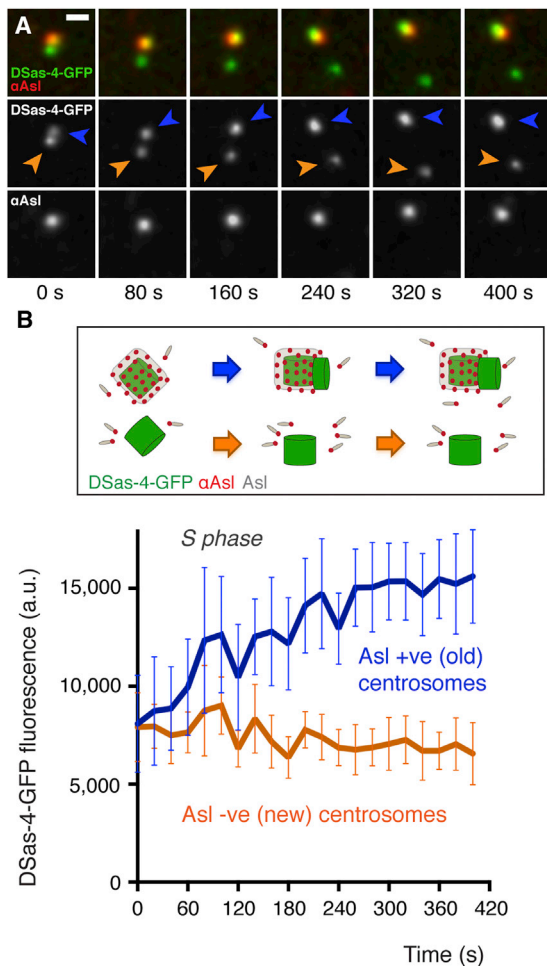 A
DSas-4-GFP
αAsl
DSas-4-GFP
αAsl
0 s 80 s 160 s 240 s 320 s 400 s
B
DSas-4-GFP αAsl Asl
S phase
DSas-4-GFP fluorescence (a.u.)
15,000
10,000
5,000
0
Asl +ve (old)
centrosomes
Asl -ve (new) centrosomes
0 60 120 180 240 300 360 420
Time (s)